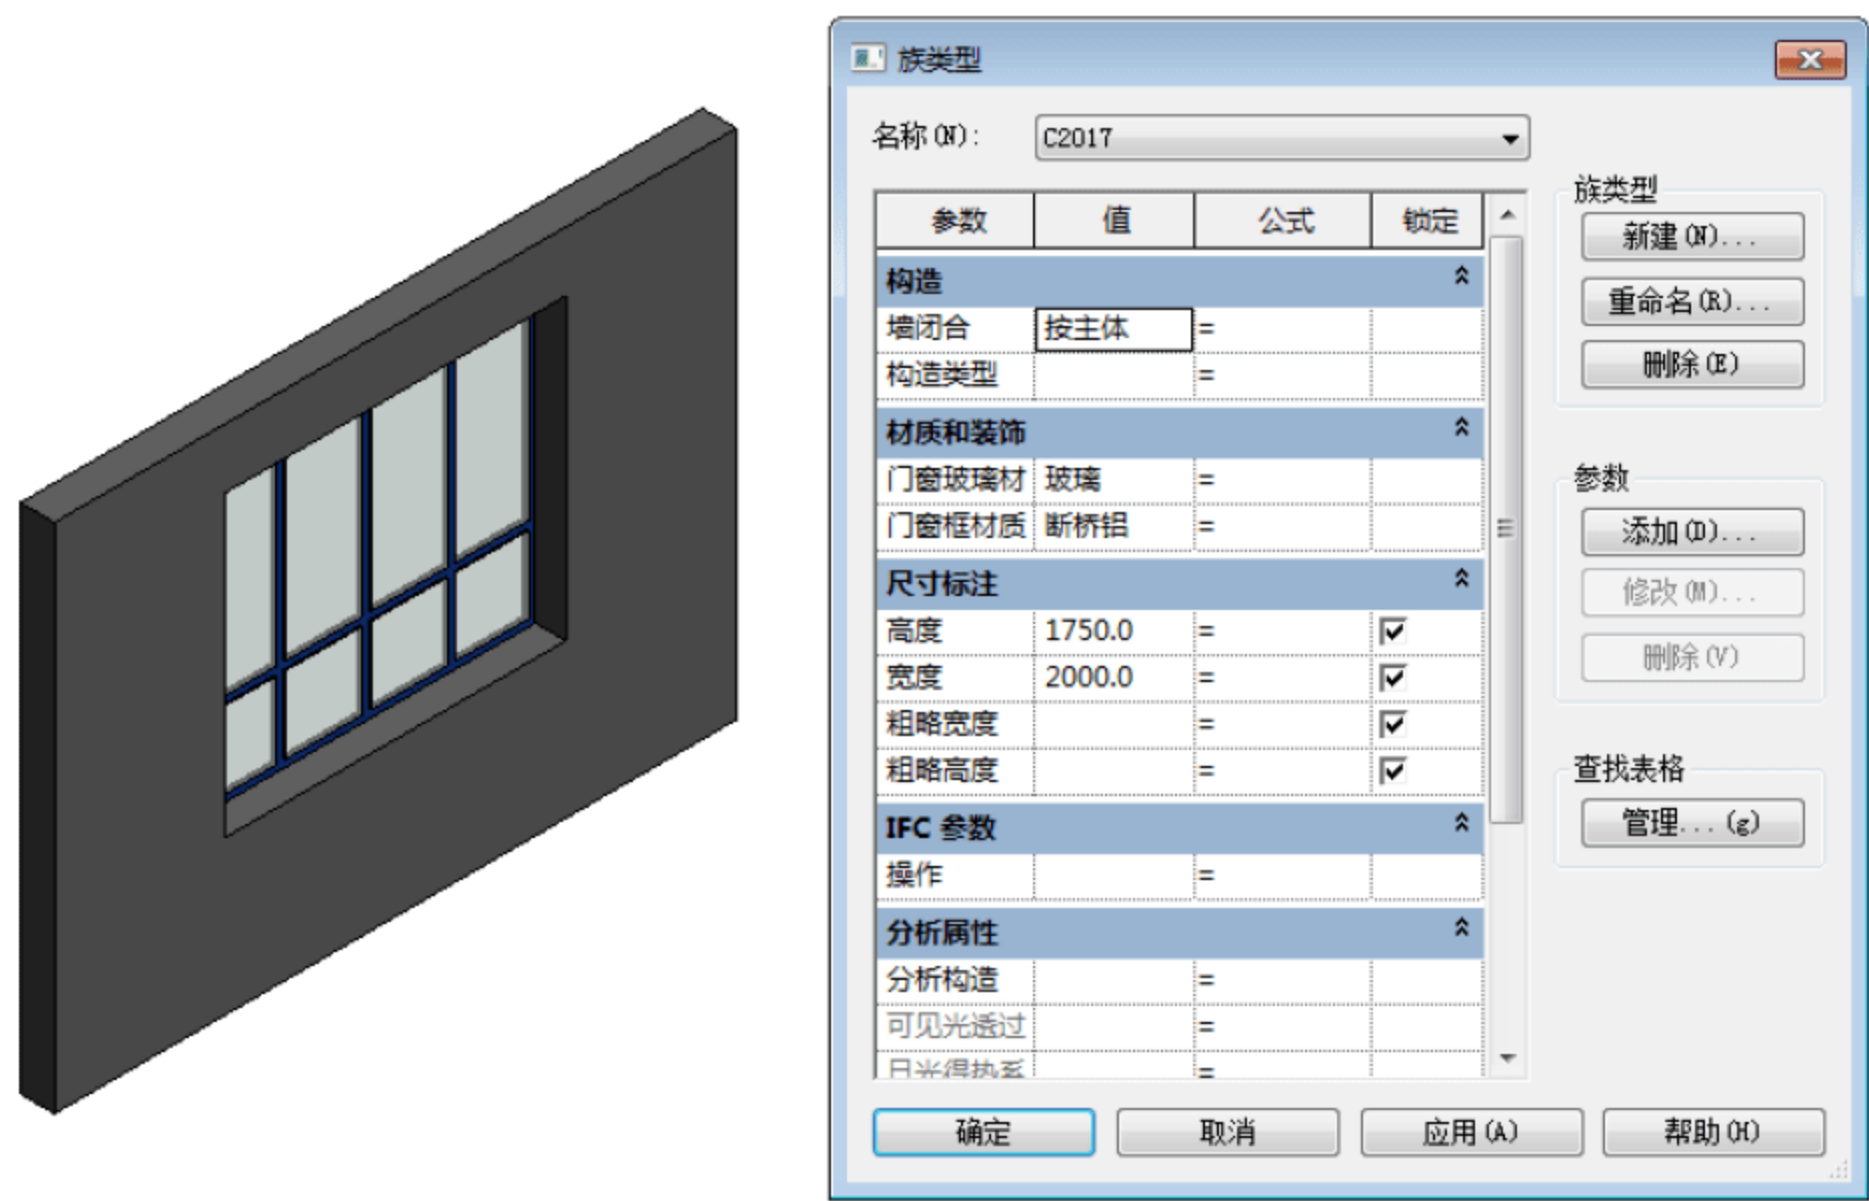 族类型
名称(N):
C2017
参数 值 公式 锁定
构造
墙闭合 按主体 =
构造类型 =
材质和装饰
门窗玻璃材 玻璃 =
门窗框材质 断桥铝 =
尺寸标注
高度 1750.0 =
宽度 2000.0 =
粗略宽度 =
粗略高度 =
IFC 参数
操作 =
分析属性
分析构造 =
可见光透过 =
日光得热系 =
族类型
新建(N)...
重命名(R)...
删除(E)
参数
添加(D)...
修改(M)...
删除(V)
查找表格
管理...(g)
确定 取消 应用(A) 帮助(H)